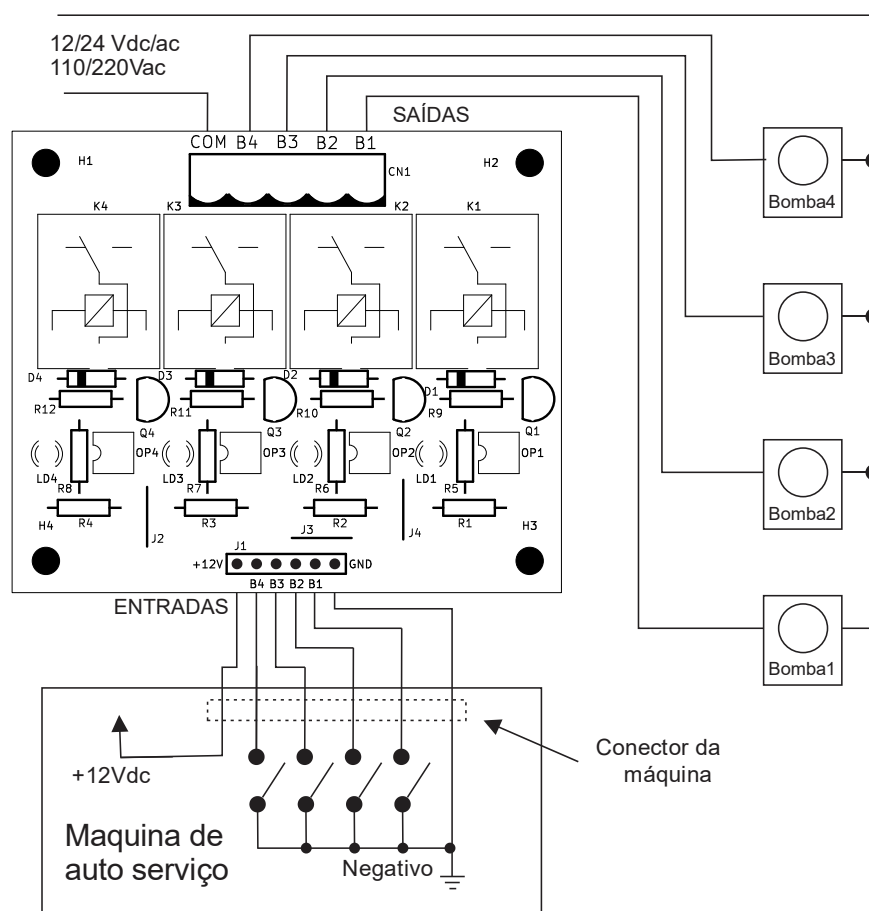 12/24 Vdc/ac
110/220Vac
SAÍDAS
COM B4 B3 B2 B1
H1
H2
CN1
K4
K3
K2
K1
Bomba4
Bomba3
Bomba2
Bomba1
D4
D3
D2
D1
R12
R11
R10
R9
Q4
Q3
Q2
Q1
OP4
OP3
OP2
OP1
LD4
LD3
LD2
LD1
R8
R7
R6
R5
H4
R4
R3
R2
R1
H3
J2
J3
J4
J1
+12V
GND
B4 B3 B2 B1
ENTRADAS
+12Vdc
Conector da
máquina
Maquina de
auto serviço
Negativo